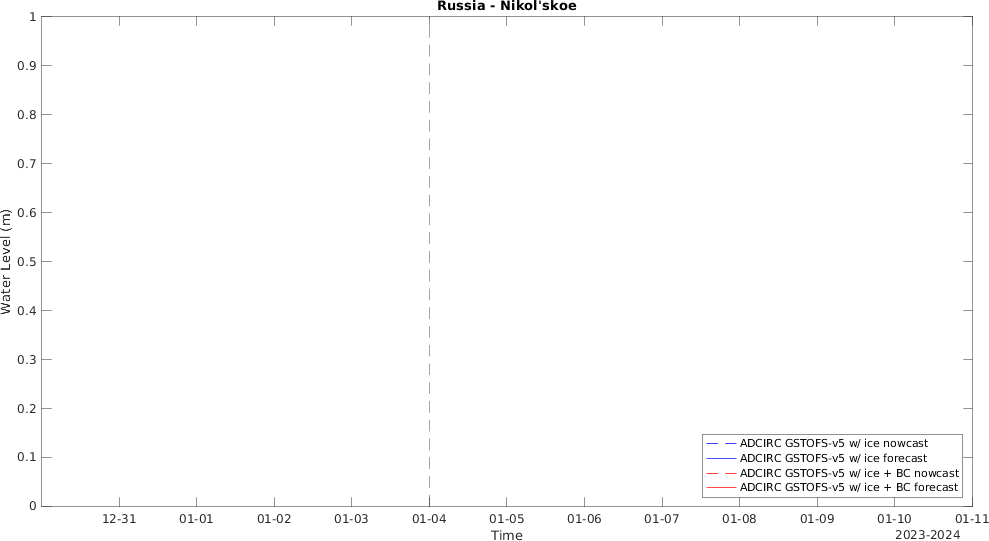 Russia - Nikol'skoe
1
0.9
0.8
0.7
0.6
0.5
0.4
0.3
0.2
0.1
0
Water Level (m)
ADCIRC GSTOFS-v5 w/ ice nowcast
ADCIRC GSTOFS-v5 w/ ice forecast
ADCIRC GSTOFS-v5 w/ ice + BC nowcast
ADCIRC GSTOFS-v5 w/ ice + BC forecast
12-31 01-01 01-02 01-03 01-04 01-05 01-06 01-07 01-08 01-09 01-10 01-11
Time
2023-2024